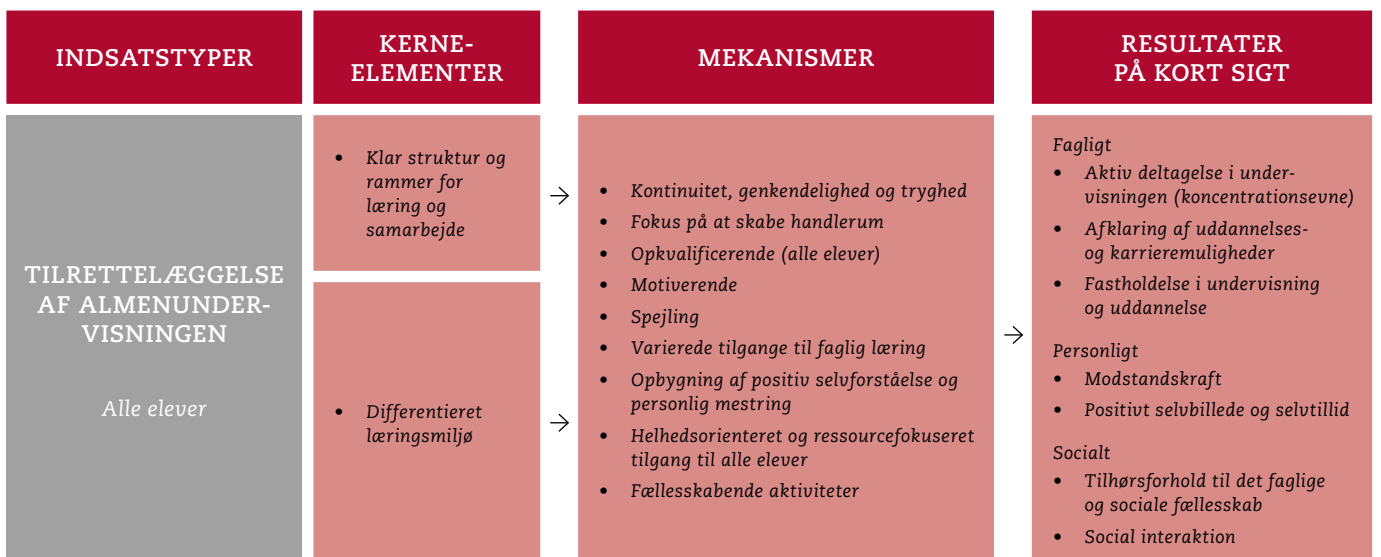 INDSATSTYPER
KERNE-
ELEMENTER
MEKANISMER
RESULTATER
PÅ KORT SIGT
TILRETTELÆGGELSE
AF ALMENUNDER-
VISNINGEN
Alle elever
• Klar struktur og
rammer for
læring og
samarbejde
• Differentieret
læringsmiljø
• Kontinuitet, genkendelighed og tryghed
• Fokus på at skabe handlerum
• Opkvalificerende (alle elever)
• Motiverende
• Spejling
• Varierede tilgange til faglig læring
• Opbygning af positiv selvforståelse og
personlig mestring
• Helhedsorienteret og ressourcefokuseret
tilgang til alle elever
• Fællesskabende aktiviteter
Fagligt
• Aktiv deltagelse i under-
visningen (koncentrationsevne)
• Afklaring af uddannelses-
og karrieremuligheder
• Fastholdelse i undervisning
og uddannelse
Personligt
• Modstandskraft
• Positivt selvbillede og selvtillid
Socialt
• Tilhørsforhold til det faglige
og sociale fællesskab
• Social interaktion